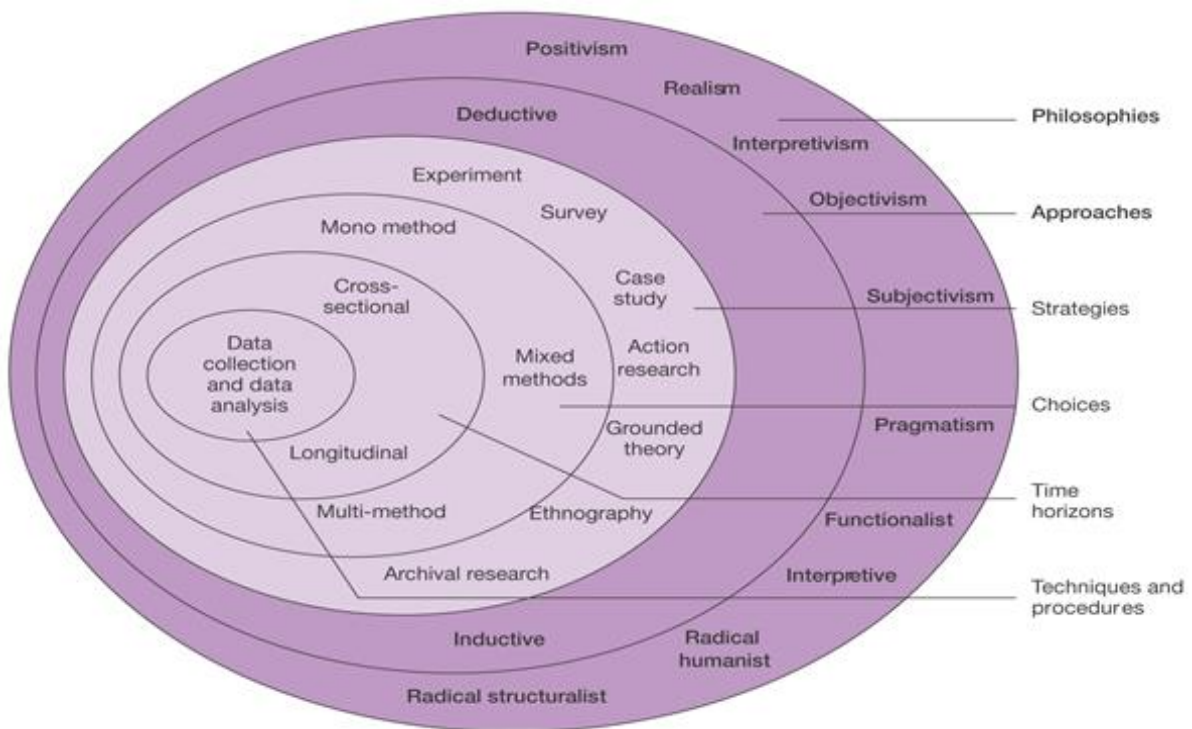 Positivism
Realism
Philosophies
Deductive
Interpretivism
Experiment
Objectivism
Approaches
Survey
Mono method
Case
study
Cross-
sectional
Subjectivism
Strategies
Data
collection
and data
analysis
Mixed
methods
Action
research
Choices
Pragmatism
Grounded
theory
Longitudinal
Time
horizons
Multi-method
Ethnography
Functionalist
Archival research
Interpretive
Techniques and
procedures
Inductive
Radical
humanist
Radical structuralist